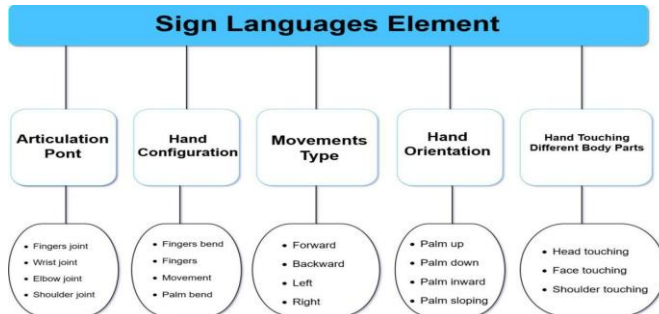 Sign Languages Element
Articulation
Pont
Hand
Configuration
Movements
Type
Hand
Orientation
Hand Touching
Different Body Parts
• Fingers joint
• Wrist joint
• Elbow joint
• Shoulder joint
• Fingers bend
• Fingers
• Movement
• Palm bend
• Forward
• Backward
• Left
• Right
• Palm up
• Palm down
• Palm inward
• Palm sloping
• Head touching
• Face touching
• Shoulder touching